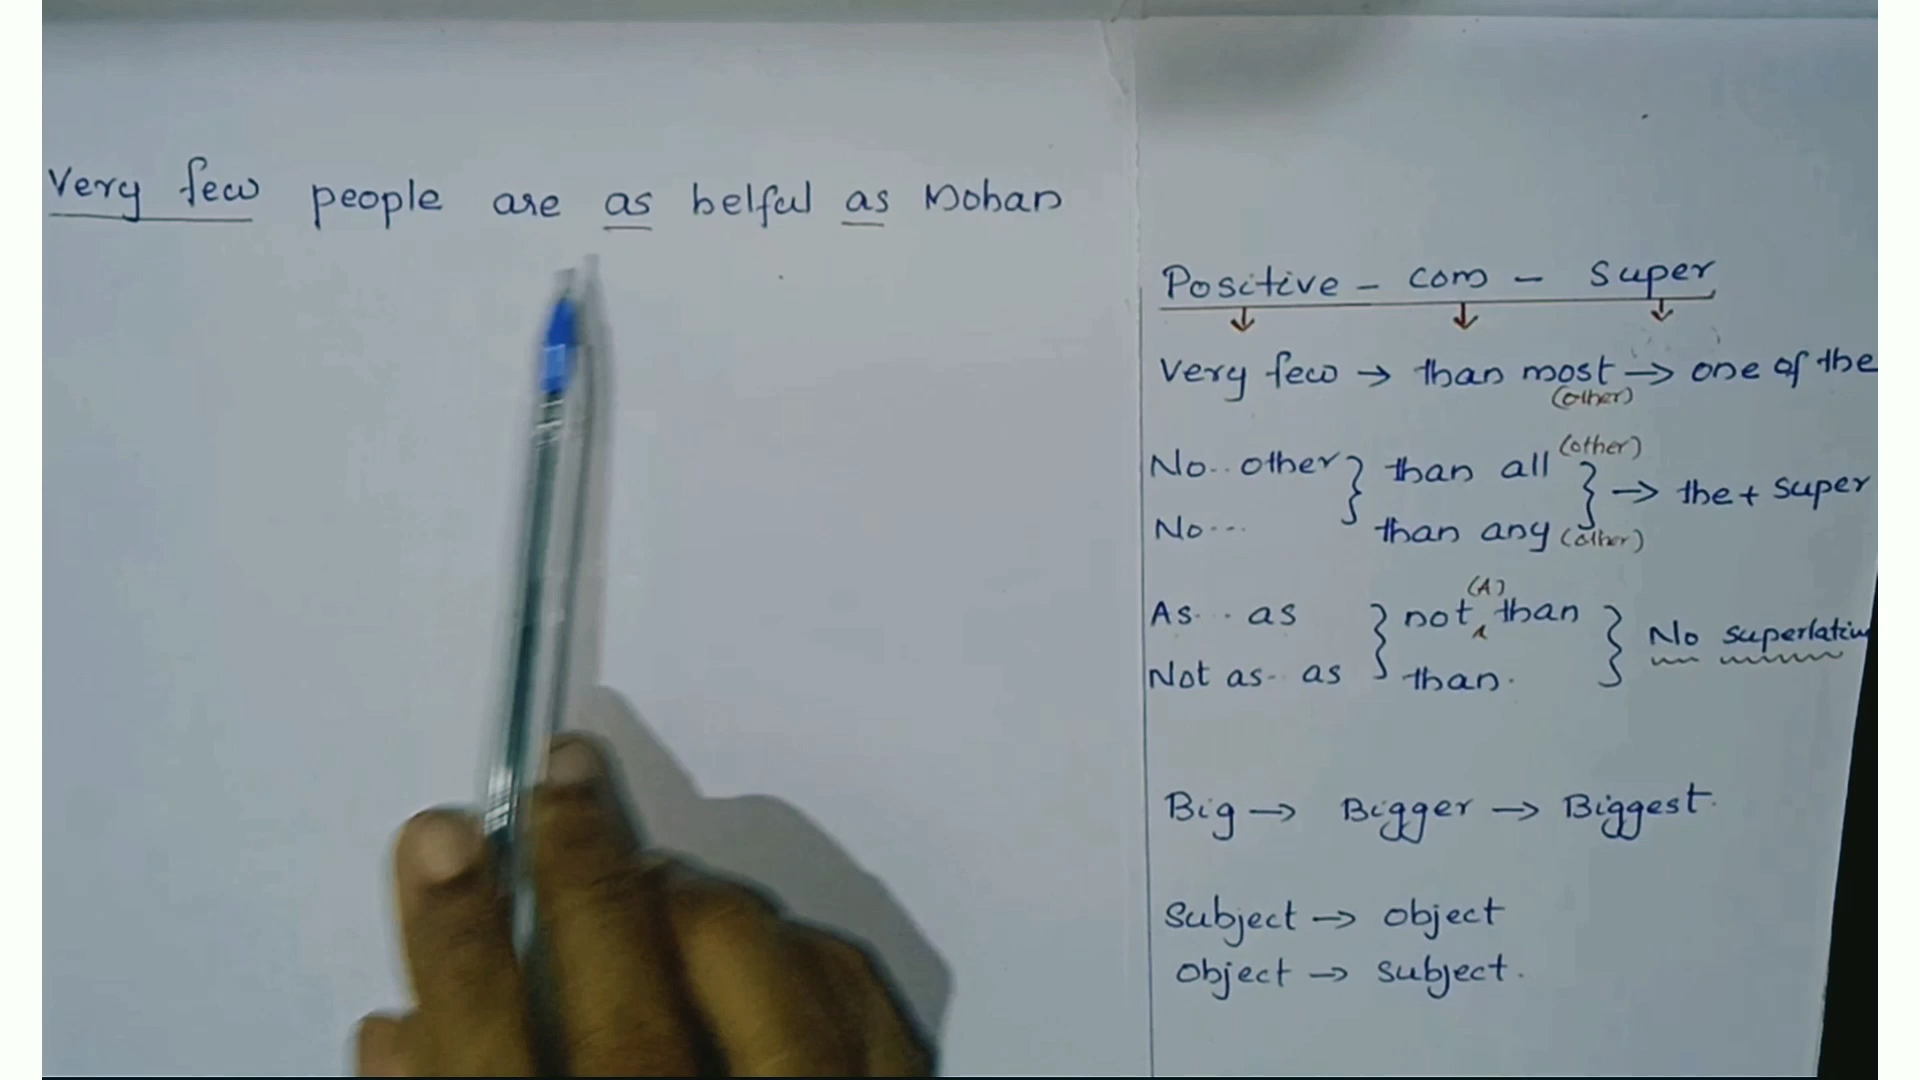 Very few people are as helful as Mohan
Positive - com - Super
Very few → than most → one of the
(other)
No.. other } than all (other) } → the + super
No... than any (other)
As... as } not (A) than } No superlativ
Not as.. as than.
Big → Bigger → Biggest.
Subject → object
object → subject.